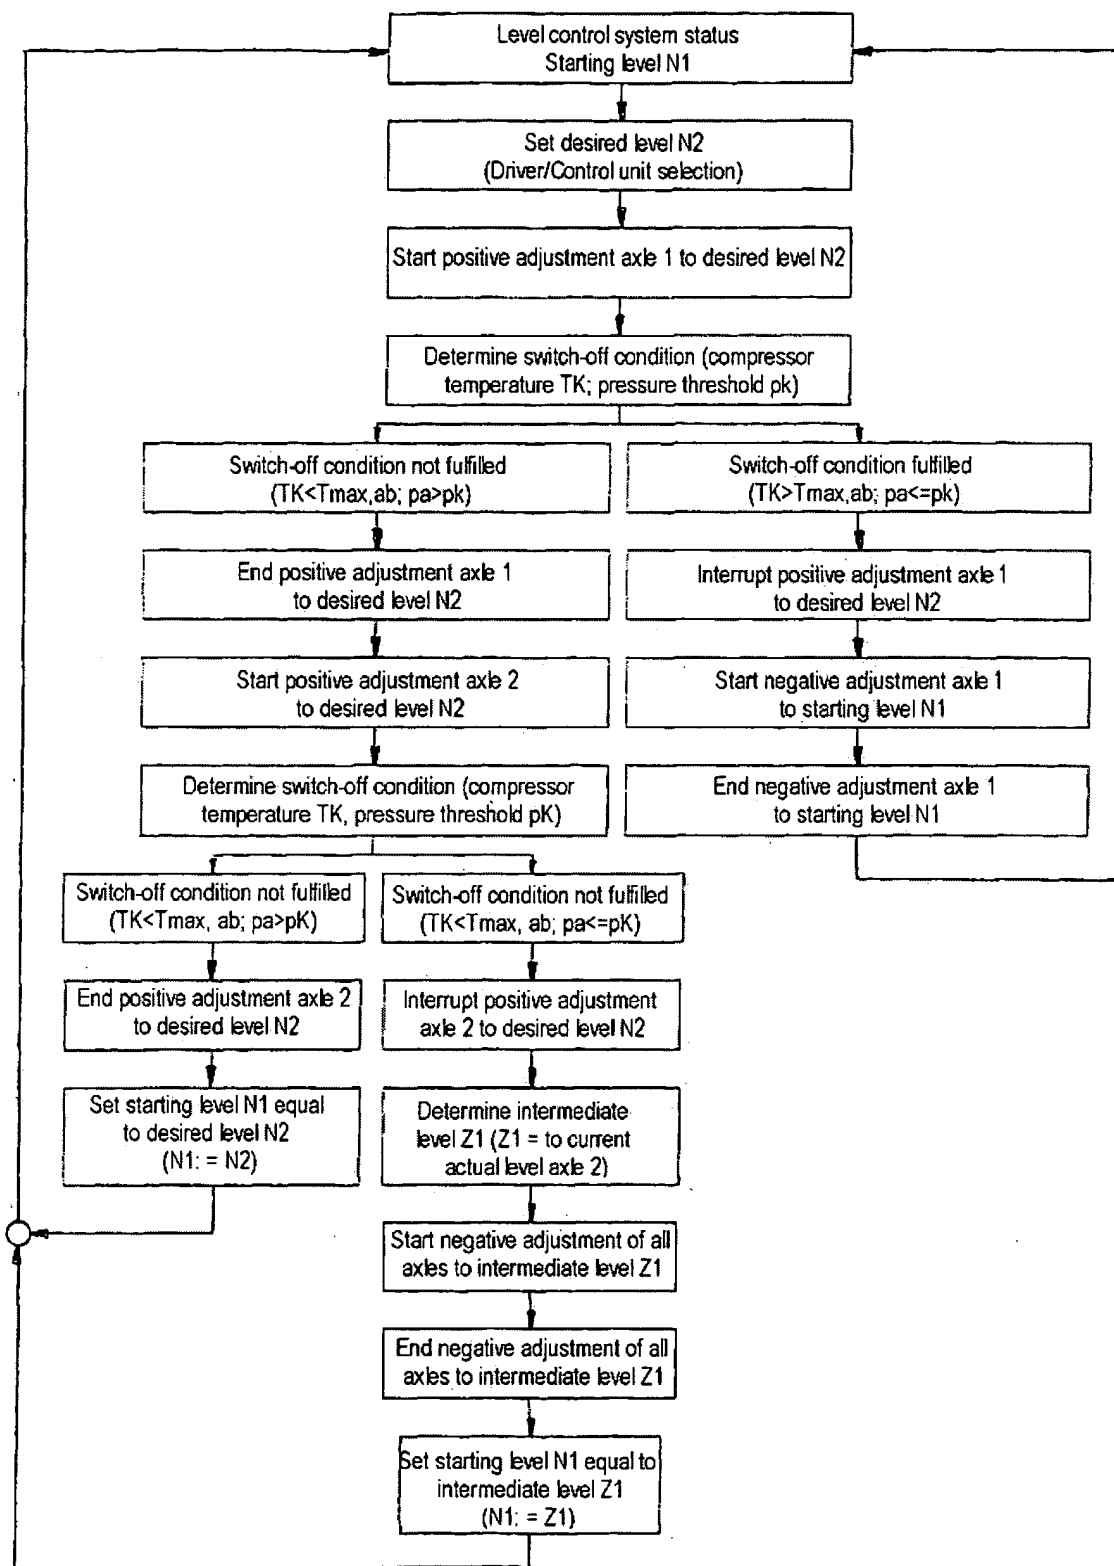 Level control system status
Starting level N1
Set desired level N2
(Driver/Control unit selection)
Start positive adjustment axle 1 to desired level N2
Determine switch-off condition (compressor
temperature TK; pressure threshold pk)
Switch-off condition not fulfilled
(TK<Tmax,ab; pa>pk)
Switch-off condition fulfilled
(TK>Tmax,ab; pa<=pk)
End positive adjustment axle 1
to desired level N2
Interrupt positive adjustment axle 1
to desired level N2
Start positive adjustment axle 2
to desired level N2
Start negative adjustment axle 1
to starting level N1
Determine switch-off condition (compressor
temperature TK, pressure threshold pK)
End negative adjustment axle 1
to starting level N1
Switch-off condition not fulfilled
(TK<Tmax, ab; pa>pK)
Switch-off condition not fulfilled
(TK<Tmax, ab; pa<=pK)
End positive adjustment axle 2
to desired level N2
Interrupt positive adjustment
axle 2 to desired level N2
Set starting level N1 equal
to desired level N2
(N1: = N2)
Determine intermediate
level Z1 (Z1 = to current
actual level axle 2)
Start negative adjustment of all
axles to intermediate level Z1
End negative adjustment of all
axles to intermediate level Z1
Set starting level N1 equal to
intermediate level Z1
(N1: = Z1)